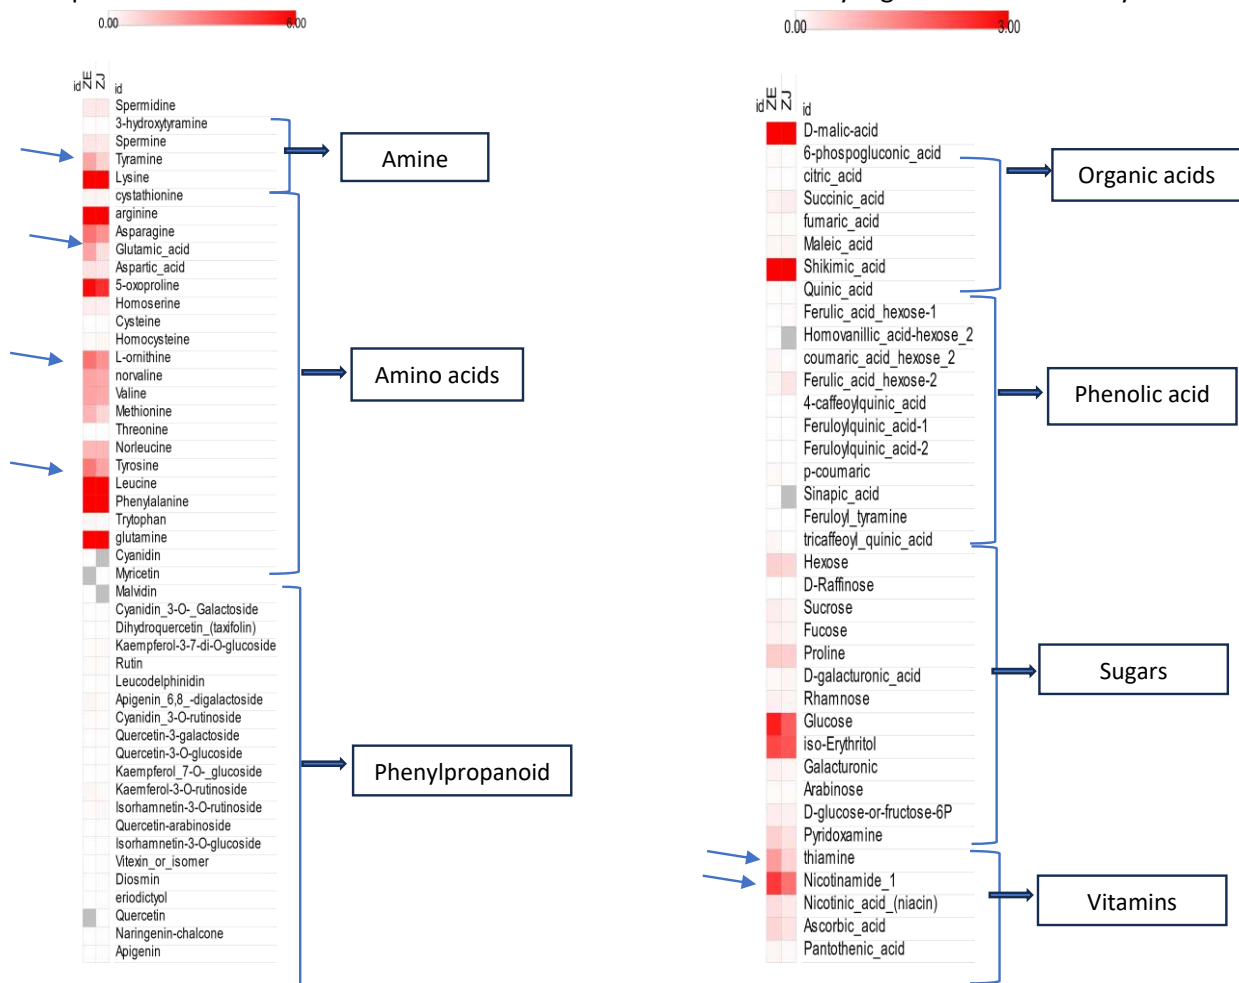 0.00 6.00
id ZE ZJ id
Spermidine
3-hydroxytyramine
Spermine
Tyramine
Lysine
cystathionine
arginine
Asparagine
Glutamic_acid
Aspartic_acid
5-oxoproline
Homoserine
Cysteine
Homocysteine
L-ornithine
norvaline
Valine
Methionine
Threonine
Norleucine
Tyrosine
Leucine
Phenylalanine
Trytophan
glutamine
Cyanidin
Myricetin
Malvidin
Cyanidin_3-O-_Galactoside
Dihydroquercetin_(taxifolin)
Kaempferol-3-7-di-O-glucoside
Rutin
Leucodelphinidin
Apigenin_6,8_-digalactoside
Cyanidin_3-O-rutinoside
Quercetin-3-galactoside
Quercetin-3-O-glucoside
Kaempferol_7-O-_glucoside
Kaemferol-3-O-rutinoside
Isorhamnetin-3-O-rutinoside
Quercetin-arabinoside
Isorhamnetin-3-O-glucoside
Vitexin_or_isomer
Diosmin
eriodictyol
Quercetin
Naringenin-chalcone
Apigenin
Amine
Amino acids
Phenylpropanoid
0.00 3.00
id ZE ZJ id
D-malic-acid
6-phospogluconic_acid
citric_acid
Succinic_acid
fumaric_acid
Maleic_acid
Shikimic_acid
Quinic_acid
Ferulic_acid_hexose-1
Homovanillic_acid-hexose_2
coumaric_acid_hexose_2
Ferulic_acid_hexose-2
4-caffeoylquinic_acid
Feruloylquinic_acid-1
Feruloylquinic_acid-2
p-coumaric
Sinapic_acid
Feruloyl_tyramine
tricaffeoyl_quinic_acid
Hexose
D-Raffinose
Sucrose
Fucose
Proline
D-galacturonic_acid
Rhamnose
Glucose
iso-Erythritol
Galacturonic
Arabinose
D-glucose-or-fructose-6P
Pyridoxamine
thiamine
Nicotinamide_1
Nicotinic_acid_(niacin)
Ascorbic_acid
Pantothenic_acid
Organic acids
Phenolic acid
Sugars
Vitamins